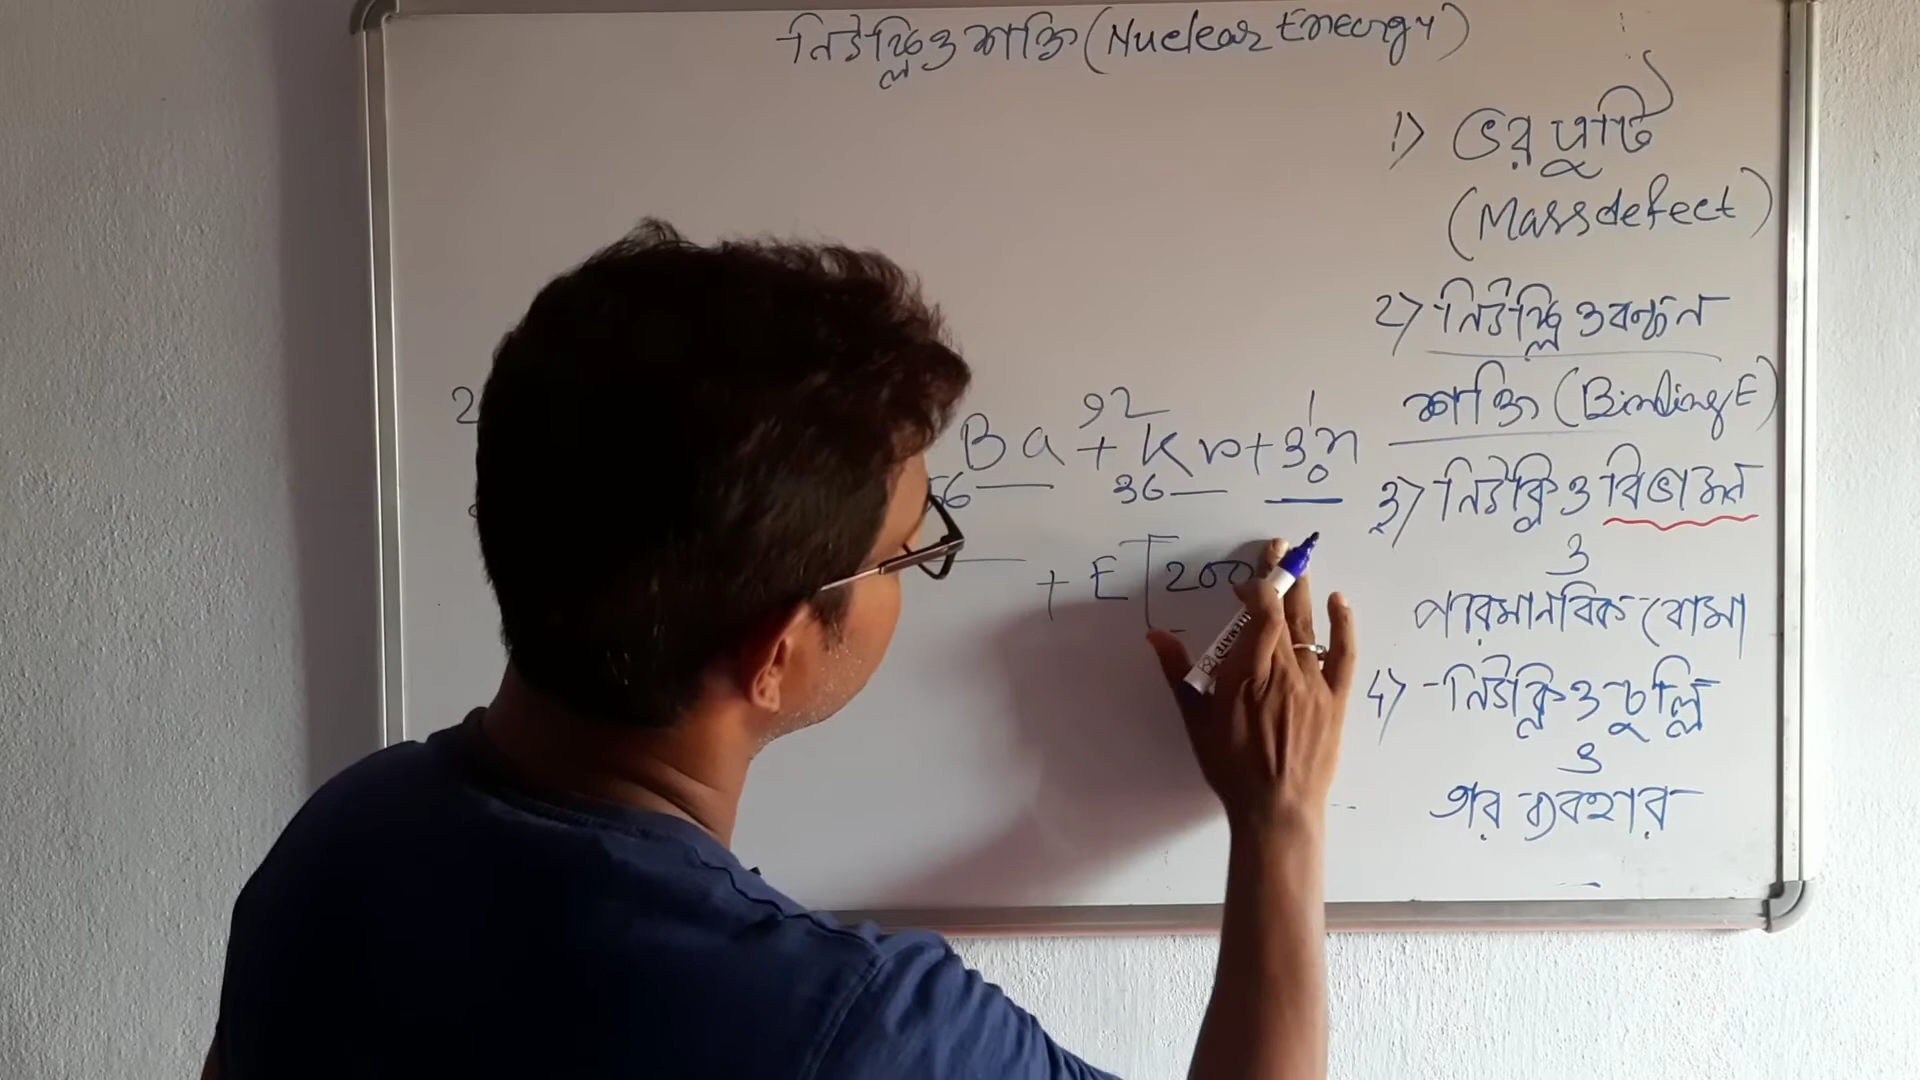 নিউক্লিও শক্তি (Nuclear Energy)
1) ভর ত্রুটি
(Mass defect)
2) নিউক্লিও বন্ধন
শক্তি (Binding E)
3) নিউক্লিও বিভাজন
ও
পারমানবিক বোমা
4) নিউক্লিও চুল্লি
ও
তার ব্যবহার
2
92 1
Ba + Kr + 3 n
56 36 0
+ E [200